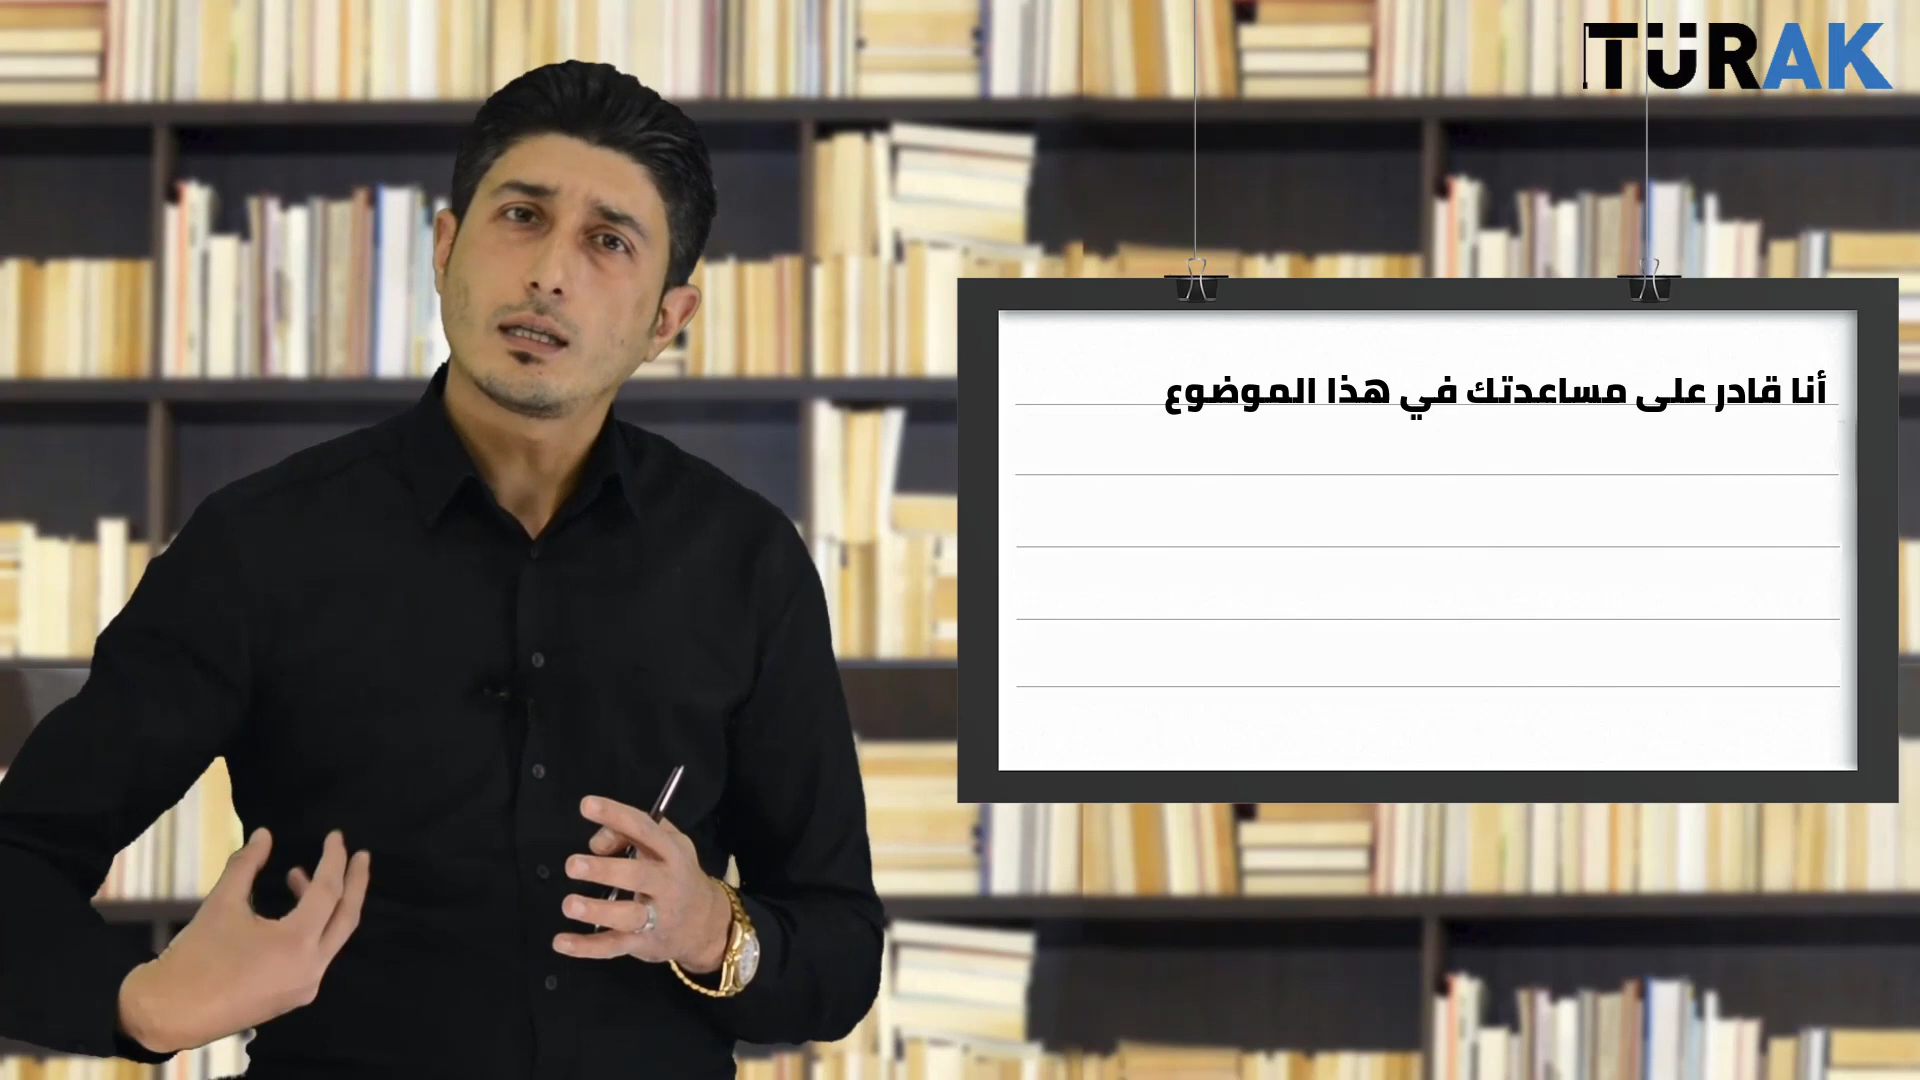 TÜRAK
أنا قادر على مساعدتك في هذا الموضوع